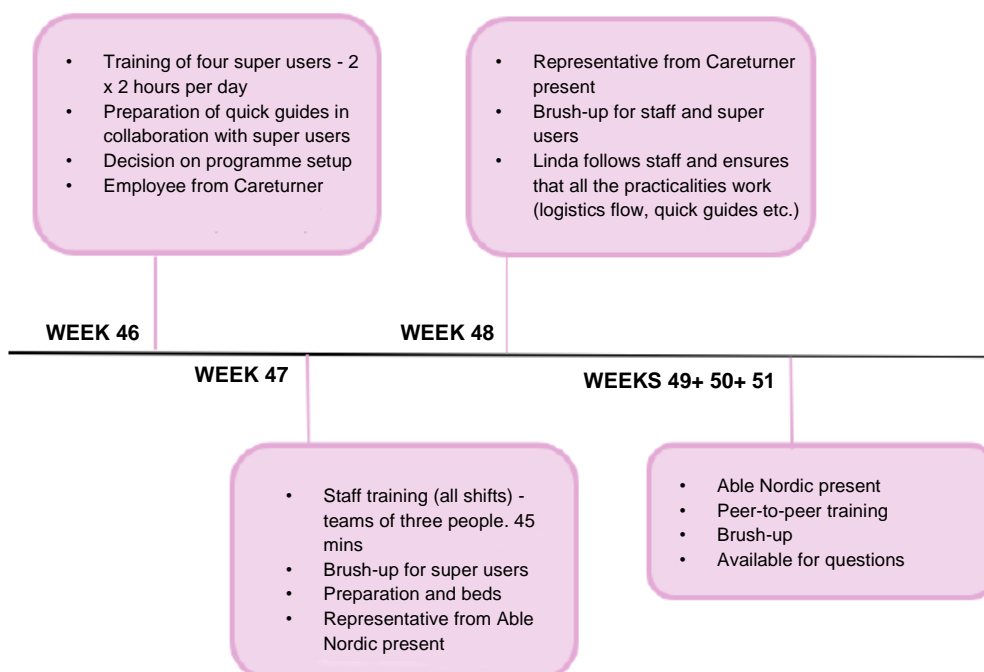 • Training of four super users - 2
x 2 hours per day
• Preparation of quick guides in
collaboration with super users
• Decision on programme setup
• Employee from Careturner
• Representative from Careturner
present
• Brush-up for staff and super
users
• Linda follows staff and ensures
that all the practicalities work
(logistics flow, quick guides etc.)
WEEK 46
WEEK 48
WEEK 47
WEEKS 49+ 50+ 51
• Staff training (all shifts) -
teams of three people. 45
mins
• Brush-up for super users
• Preparation and beds
• Representative from Able
Nordic present
• Able Nordic present
• Peer-to-peer training
• Brush-up
• Available for questions